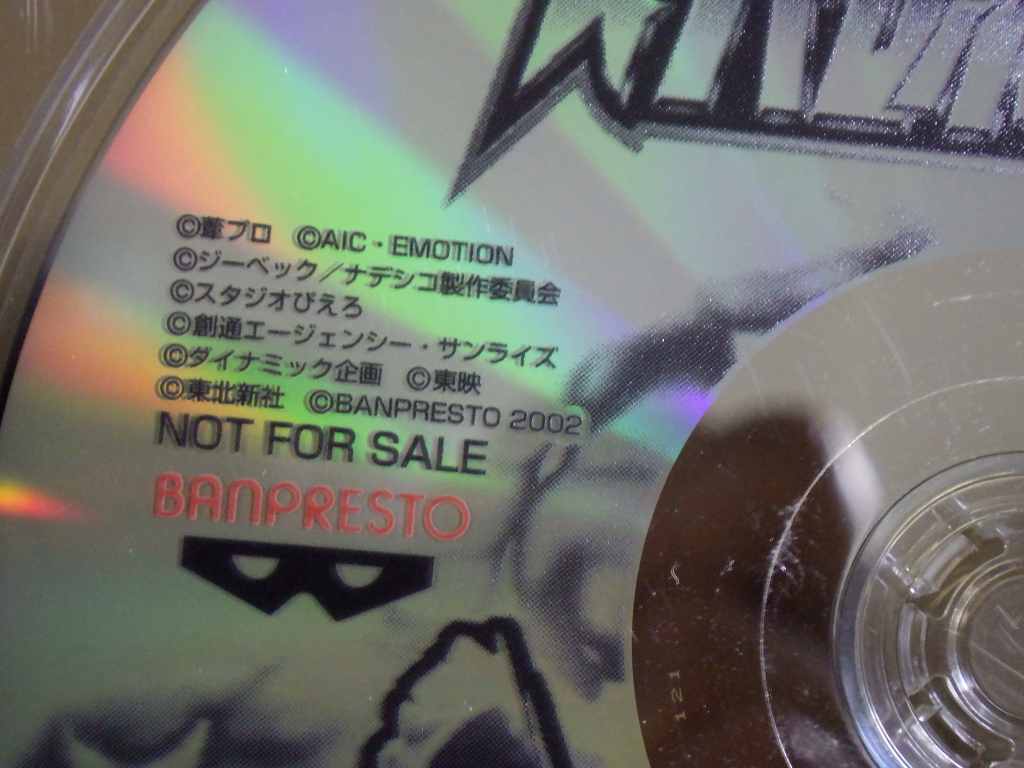 ©葦プロ ©AIC・EMOTION
©ジーベック／ナデシコ製作委員会
©スタジオぴえろ
©創通エージェンシー・サンライズ
©ダイナミック企画 ©東映
©東北新社 ©BANPRESTO 2002
NOT FOR SALE
BANPRESTO
121